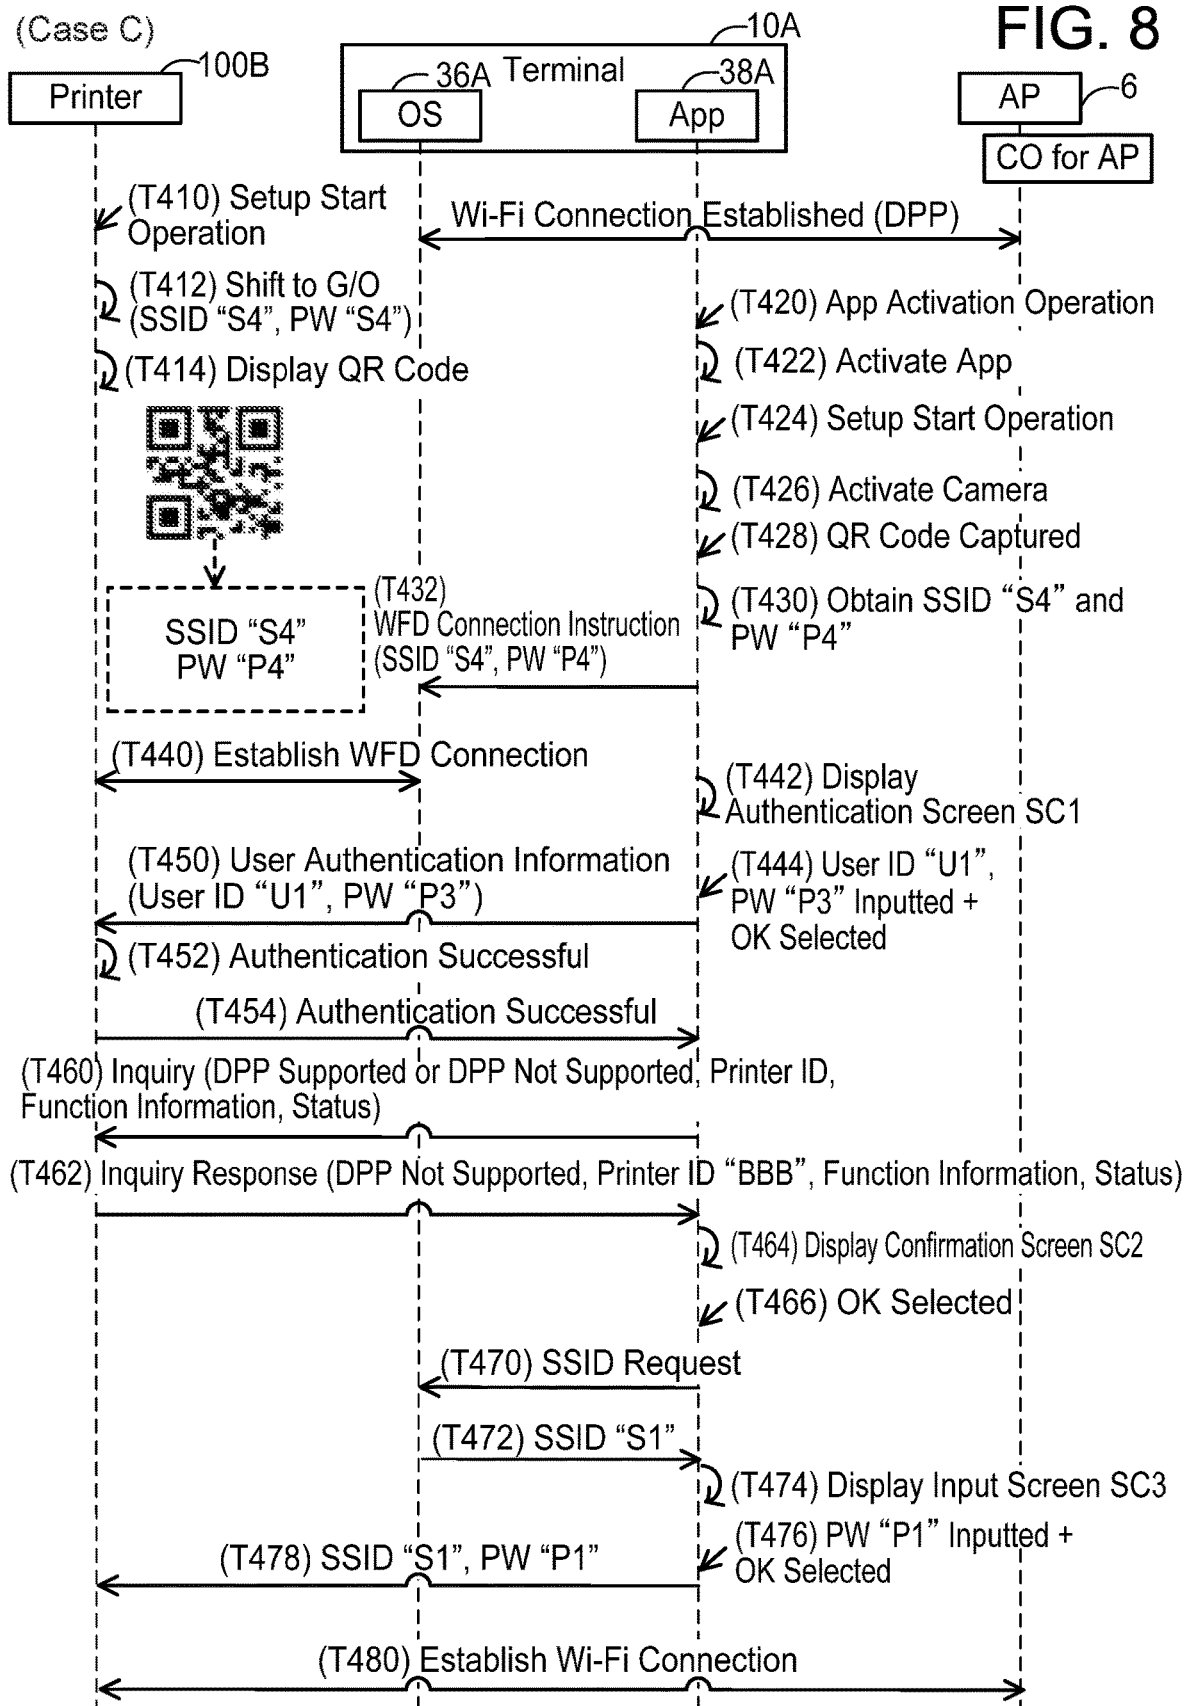 (Case C)
FIG. 8
100B
Printer
10A
Terminal
36A
OS
38A
App
6
AP
CO for AP
(T410) Setup Start
Operation
Wi-Fi Connection Established (DPP)
(T412) Shift to G/O
(SSID “S4”, PW “S4”)
(T420) App Activation Operation
(T414) Display QR Code
(T422) Activate App
(T424) Setup Start Operation
(T426) Activate Camera
(T428) QR Code Captured
(T430) Obtain SSID “S4” and
PW “P4”
SSID “S4”
PW “P4”
(T432)
WFD Connection Instruction
(SSID “S4”, PW “P4”)
(T440) Establish WFD Connection
(T442) Display
Authentication Screen SC1
(T444) User ID “U1”,
PW “P3” Inputted +
OK Selected
(T450) User Authentication Information
(User ID “U1”, PW “P3”)
(T452) Authentication Successful
(T454) Authentication Successful
(T460) Inquiry (DPP Supported or DPP Not Supported, Printer ID,
Function Information, Status)
(T462) Inquiry Response (DPP Not Supported, Printer ID “BBB”, Function Information, Status)
(T464) Display Confirmation Screen SC2
(T466) OK Selected
(T470) SSID Request
(T472) SSID “S1”
(T474) Display Input Screen SC3
(T476) PW “P1” Inputted +
OK Selected
(T478) SSID “S1”, PW “P1”
(T480) Establish Wi-Fi Connection